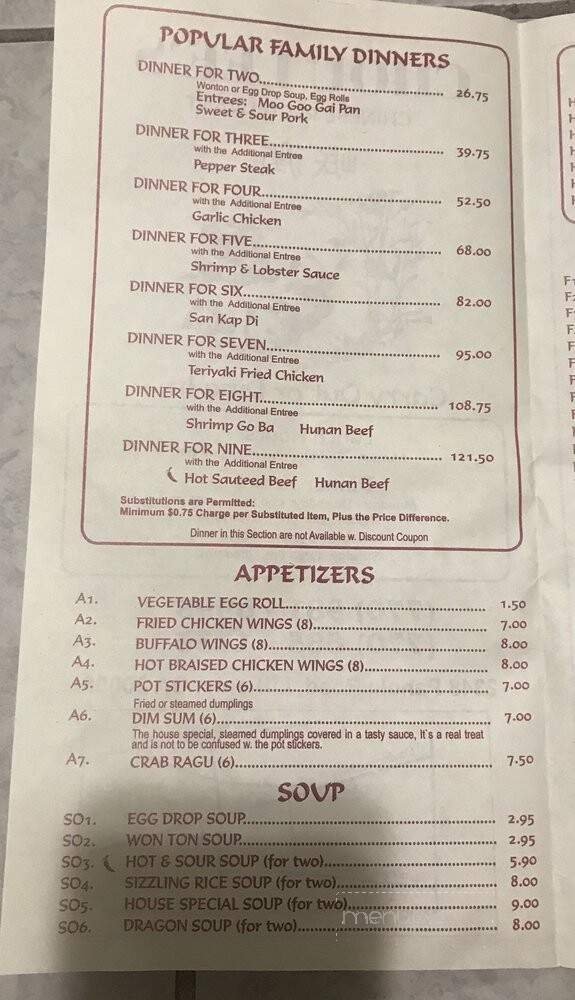 POPULAR FAMILY DINNERS
DINNER FOR TWO........................................ 26.75
Wonton or Egg Drop Soup, Egg Rolls
Entrees: Moo Goo Gai Pan
Sweet & Sour Pork
DINNER FOR THREE........................................ 39.75
with the Additional Entree
Pepper Steak
DINNER FOR FOUR........................................ 52.50
with the Additional Entree
Garlic Chicken
DINNER FOR FIVE........................................ 68.00
with the Additional Entree
Shrimp & Lobster Sauce
DINNER FOR SIX........................................ 82.00
with the Additional Entree
San Kap Di
DINNER FOR SEVEN........................................ 95.00
with the Additional Entree
Teriyaki Fried Chicken
DINNER FOR EIGHT........................................ 108.75
with the Additional Entree
Shrimp Go Ba Hunan Beef
DINNER FOR NINE........................................ 121.50
with the Additional Entree
Hot Sauteed Beef Hunan Beef
Substitutions are Permitted:
Minimum $0.75 Charge per Substituted Item, Plus the Price Difference.
Dinner in this Section are not Available w. Discount Coupon
APPETIZERS
A1. VEGETABLE EGG ROLL........................................ 1.50
A2. FRIED CHICKEN WINGS (8)........................................ 7.00
A3. BUFFALO WINGS (8)........................................ 8.00
A4. HOT BRAISED CHICKEN WINGS (8)........................................ 8.00
A5. POT STICKERS (6)........................................ 7.00
Fried or steamed dumplings
A6. DIM SUM (6)........................................ 7.00
The house special, steamed dumplings covered in a tasty sauce, It's a real treat
and is not to be confused w. the pot stickers.
A7. CRAB RAGU (6)........................................ 7.50
SOUP
SO1. EGG DROP SOUP........................................ 2.95
SO2. WON TON SOUP........................................ 2.95
SO3. HOT & SOUR SOUP (for two)........................................ 5.90
SO4. SIZZLING RICE SOUP (for two)........................................ 8.00
SO5. HOUSE SPECIAL SOUP (for two)........................................ 9.00
SO6. DRAGON SOUP (for two)........................................ 8.00